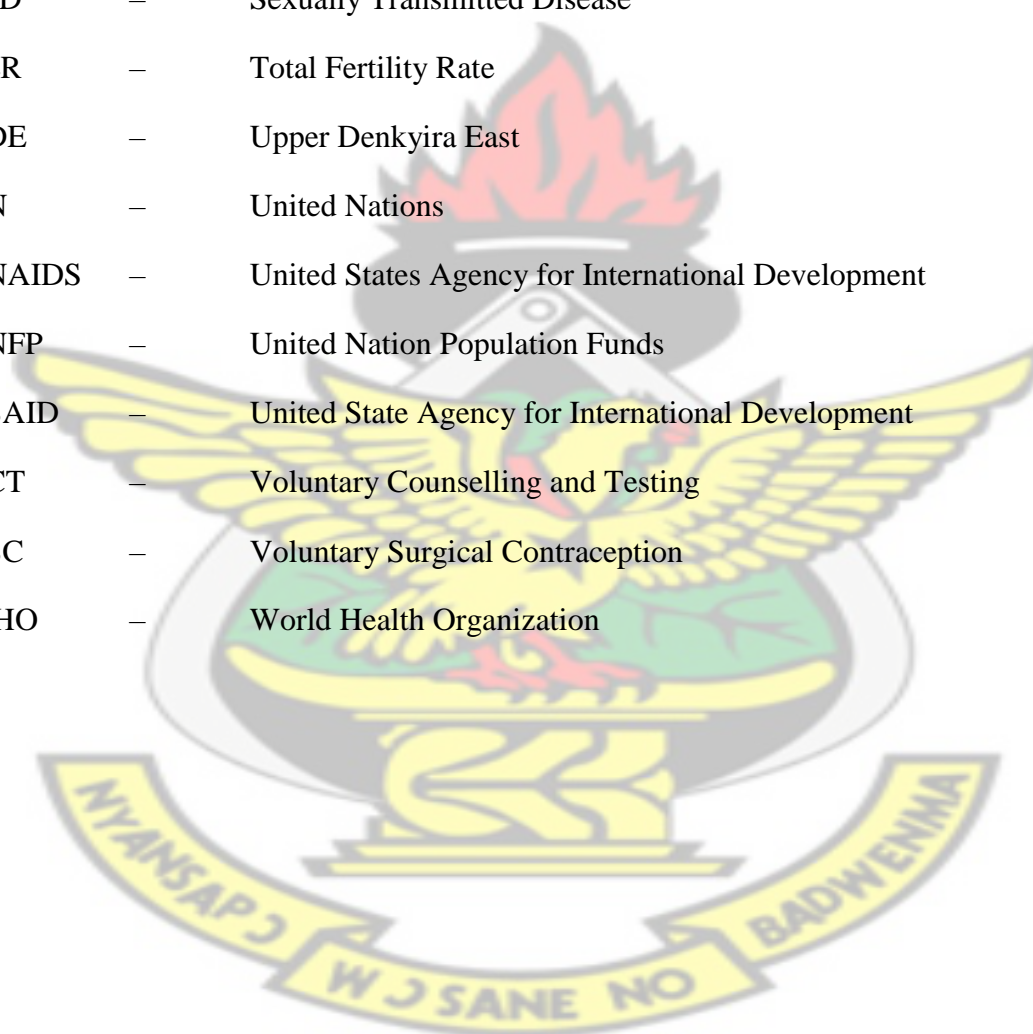 D – Sexually Transmitted Disease
R – Total Fertility Rate
DE – Upper Denkyira East
N – United Nations
NAIDS – United States Agency for International Development
NFP – United Nation Population Funds
AID – United State Agency for International Development
CT – Voluntary Counselling and Testing
C – Voluntary Surgical Contraception
HO – World Health Organization
NYANSAPƆ WƆSANE NO BADWENMA